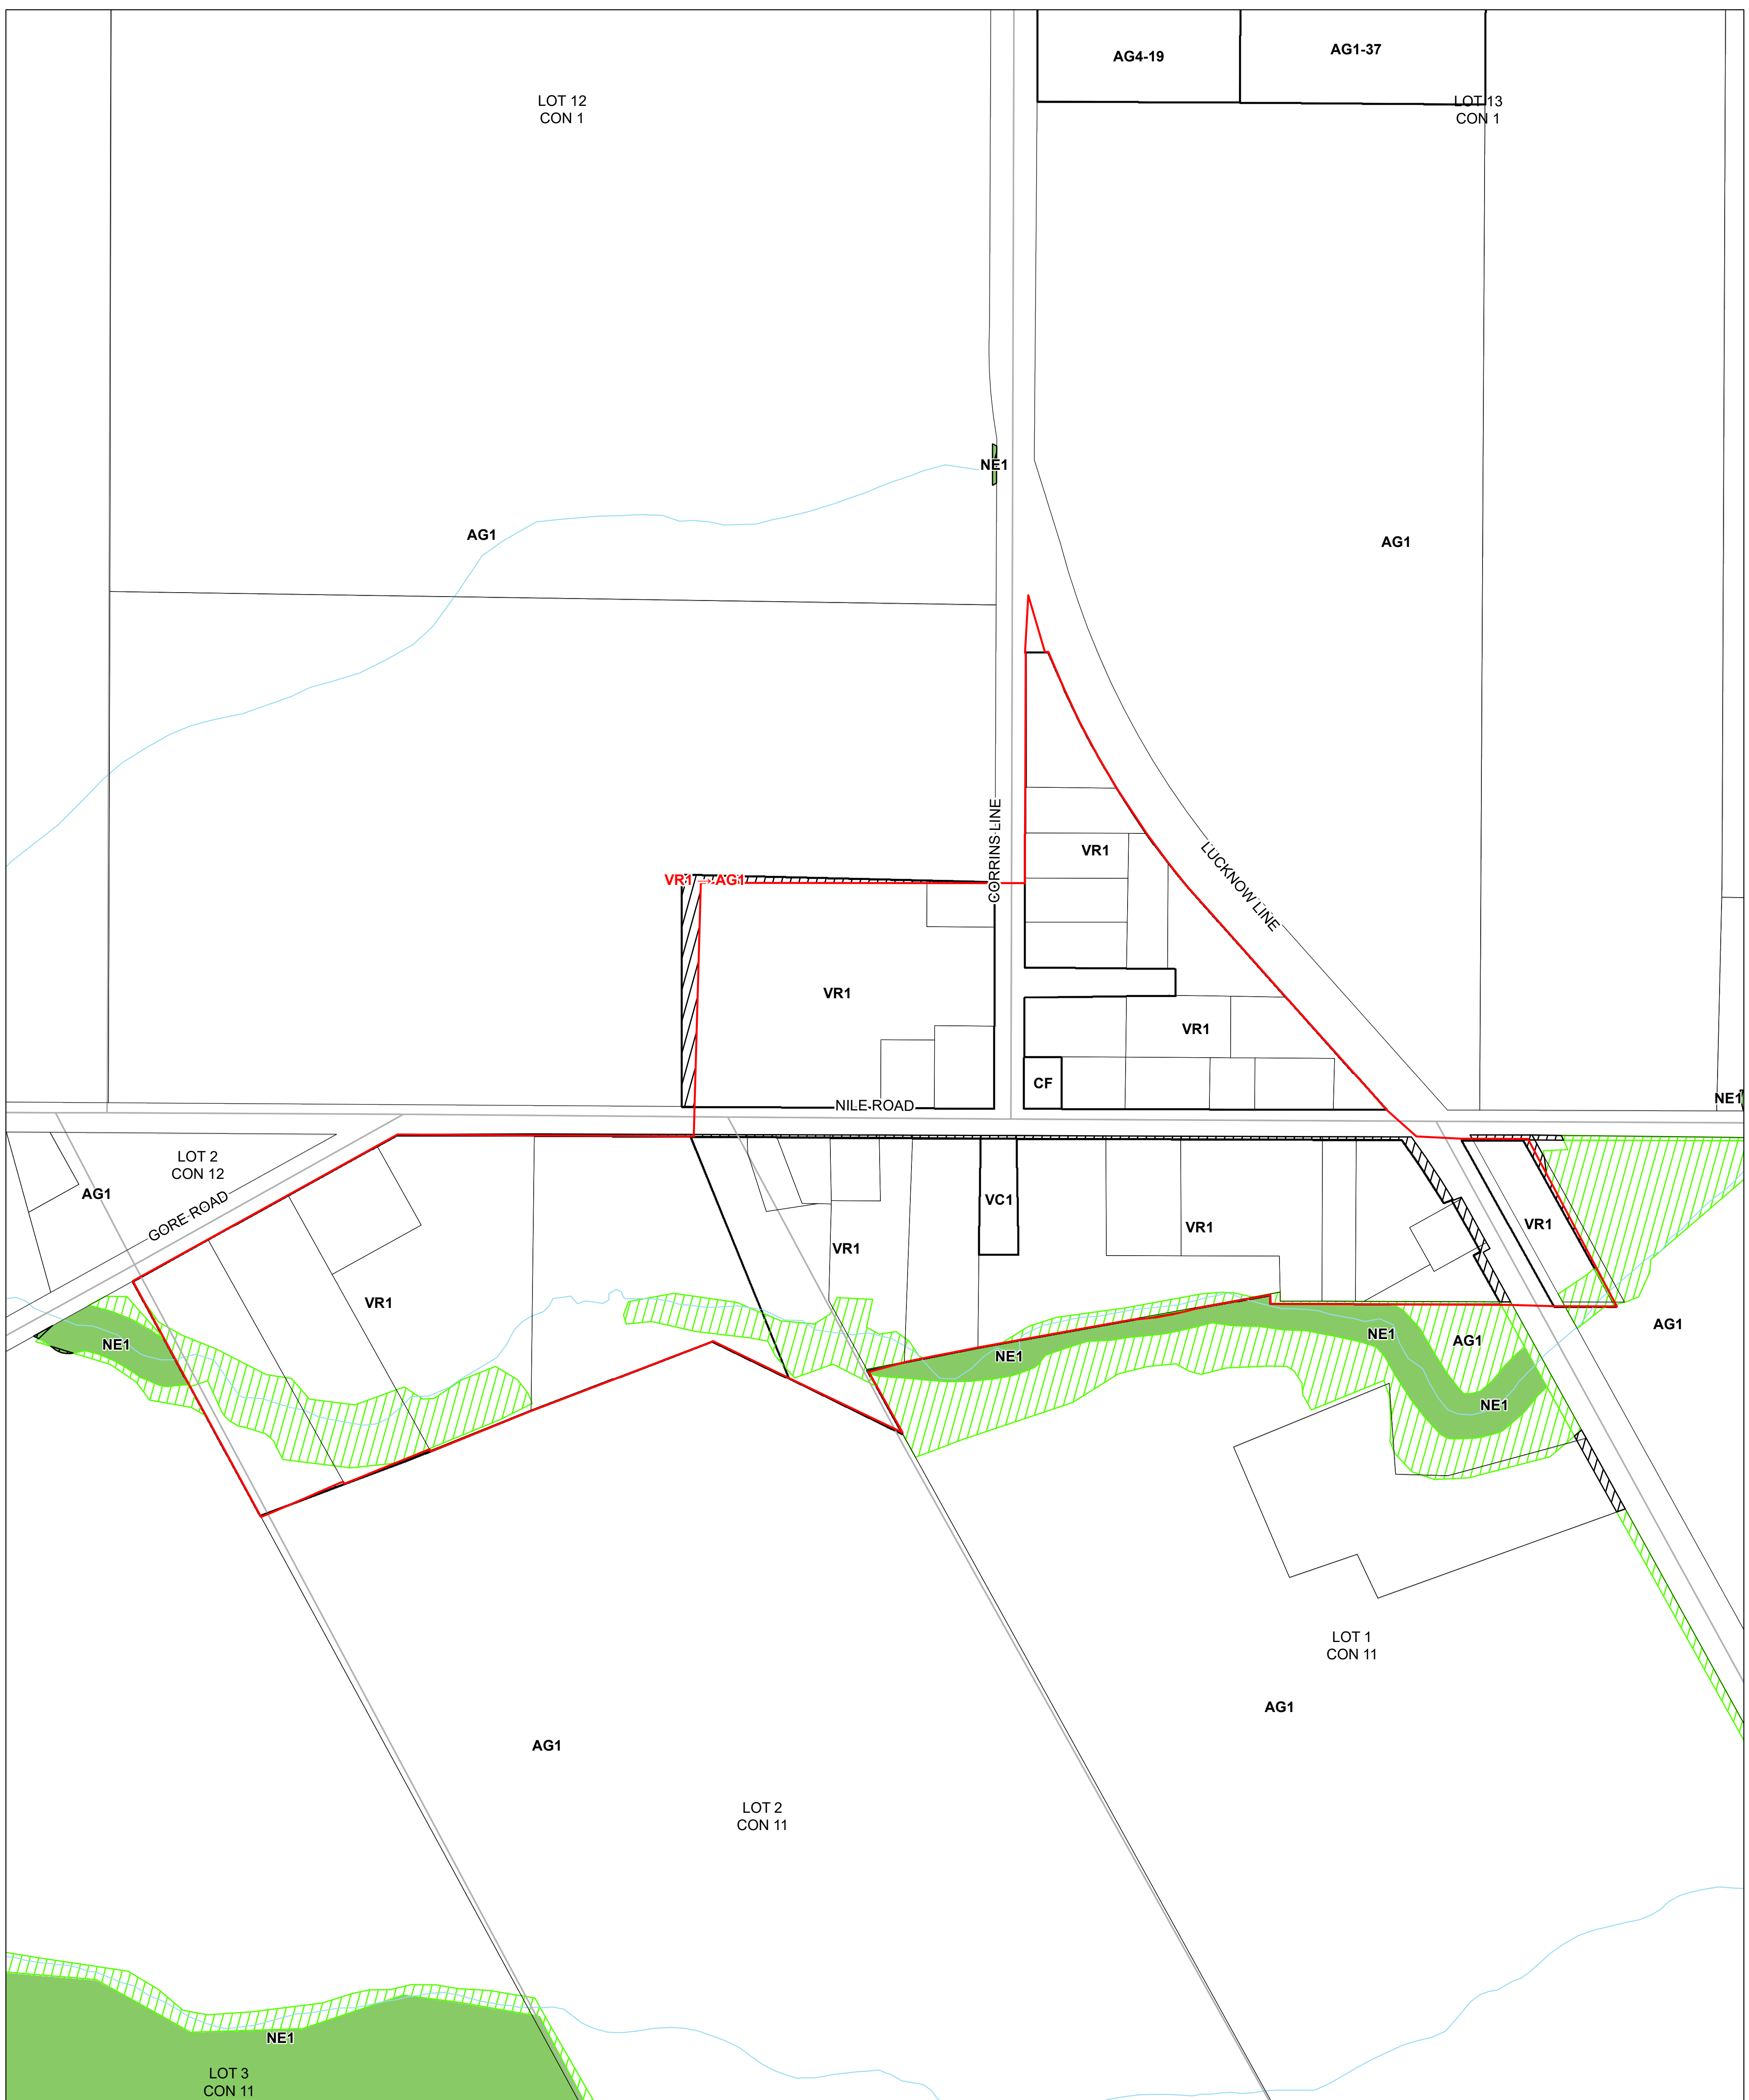 AG4-19
AG1-37
LOT 12
CON 1
LOT 13
CON 1
NE1
AG1
AG1
CORRINS LINE
LUCKNOW LINE
VR1
VR1 → AG1
VR1
VR1
CF
NILE ROAD
NE1
LOT 2
CON 12
AG1
GORE ROAD
VC1
VR1
VR1
VR1
VR1
AG1
NE1
NE1
AG1
NE1
NE1
LOT 1
CON 11
AG1
AG1
LOT 2
CON 11
NE1
LOT 3
CON 11